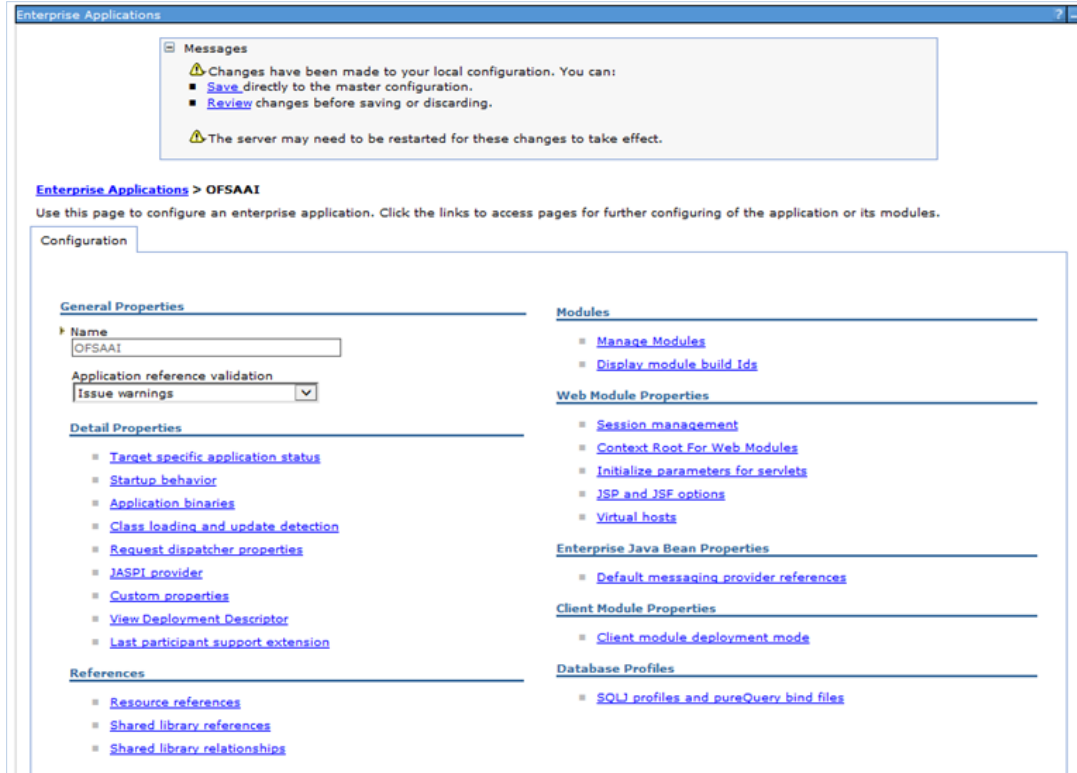 Enterprise Applications
?
Messages
Changes have been made to your local configuration. You can:
Save directly to the master configuration.
Review changes before saving or discarding.
The server may need to be restarted for these changes to take effect.
Enterprise Applications > OFSAAI
Use this page to configure an enterprise application. Click the links to access pages for further configuring of the application or its modules.
Configuration
General Properties
Name
OFSAAI
Application reference validation
Issue warnings
Detail Properties
Target specific application status
Startup behavior
Application binaries
Class loading and update detection
Request dispatcher properties
JASPI provider
Custom properties
View Deployment Descriptor
Last participant support extension
References
Resource references
Shared library references
Shared library relationships
Modules
Manage Modules
Display module build Ids
Web Module Properties
Session management
Context Root For Web Modules
Initialize parameters for servlets
JSP and JSF options
Virtual hosts
Enterprise Java Bean Properties
Default messaging provider references
Client Module Properties
Client module deployment mode
Database Profiles
SQLJ profiles and pureQuery bind files